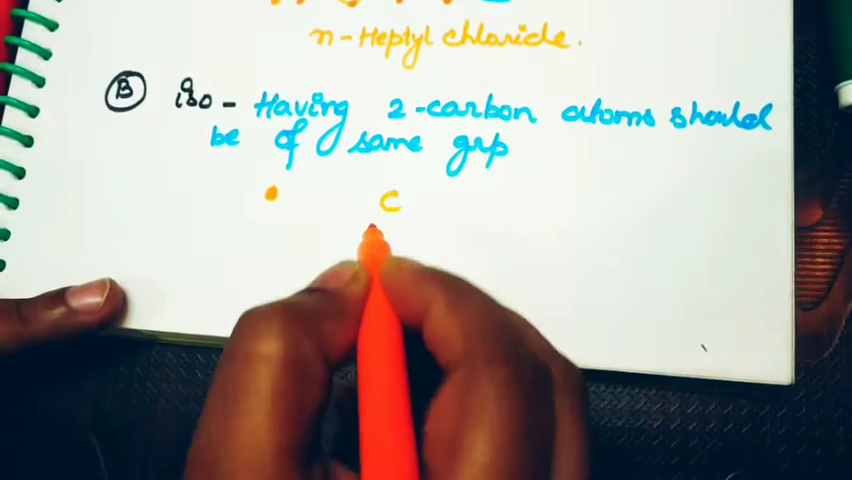 n-Heptyl chloride.
B iso - Having 2-carbon atoms should
be of same grp
• C